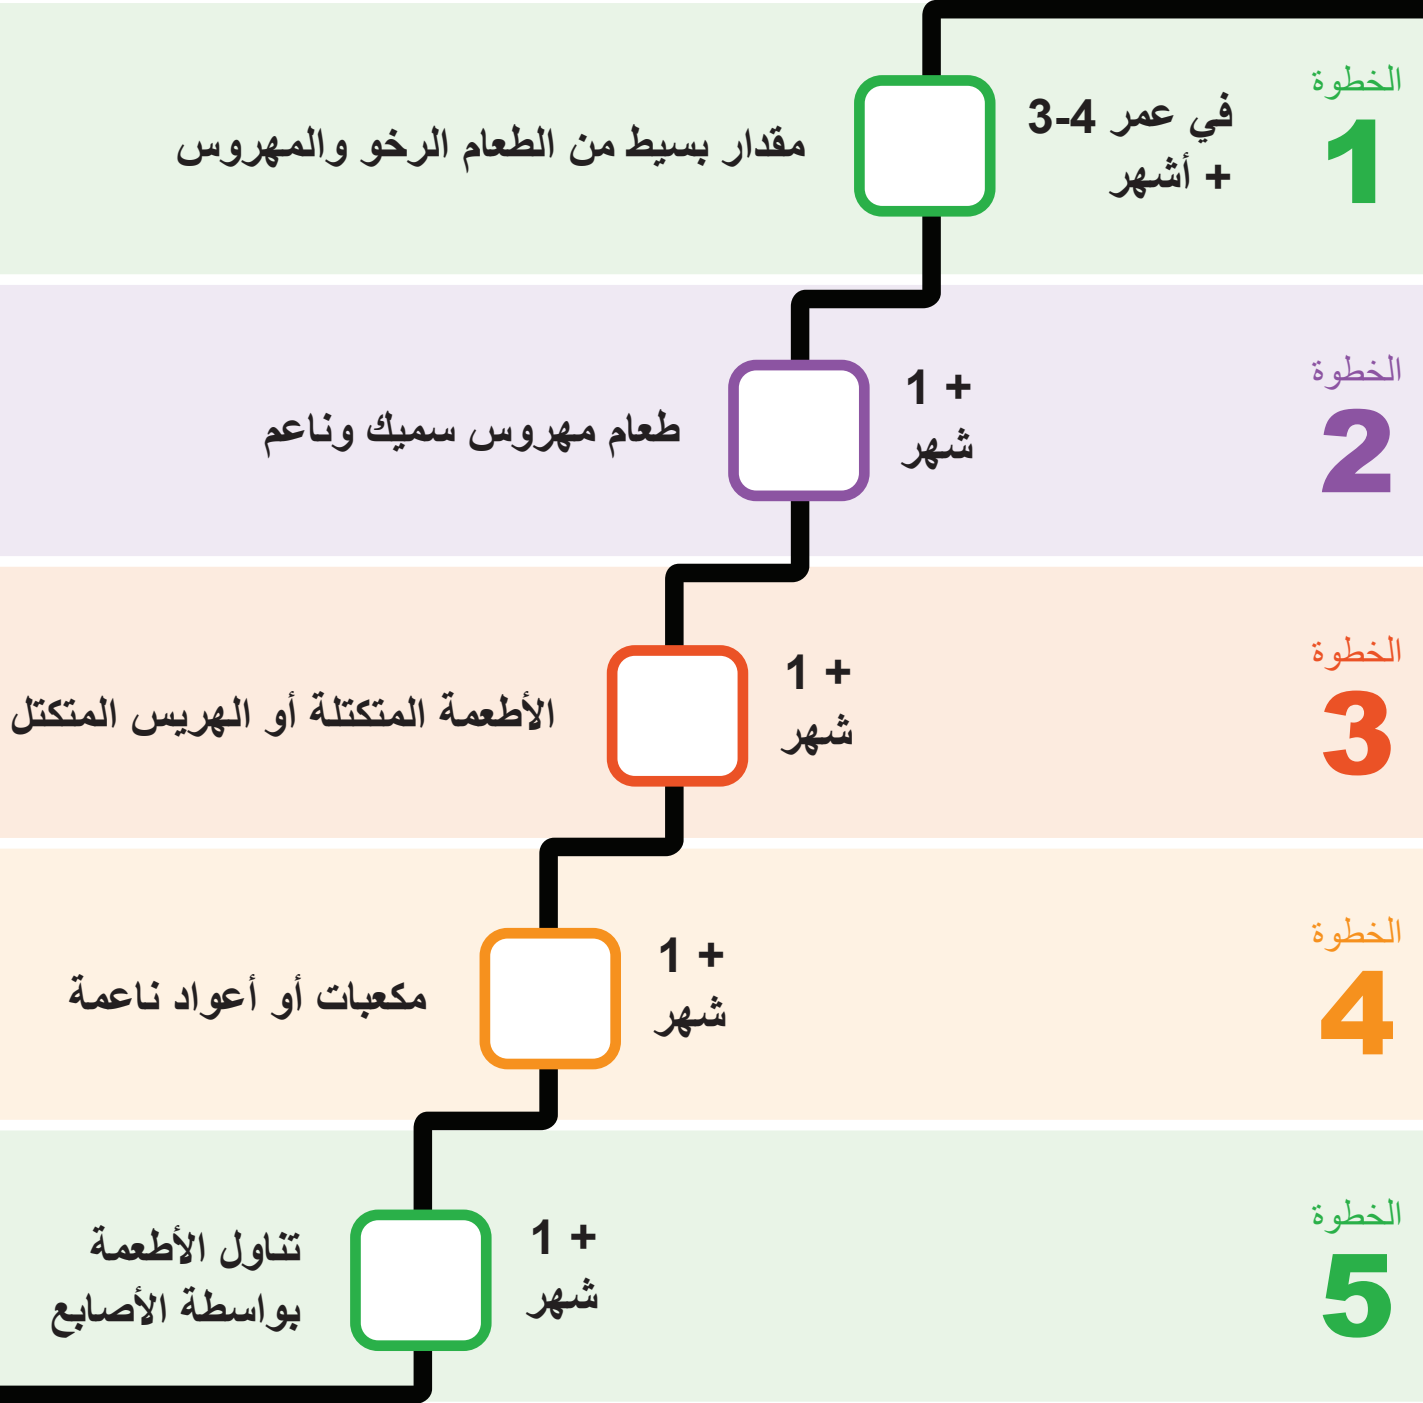 الخطوة
1
في عمر 4-3
+ أشهر
مقدار بسيط من الطعام الرخو والمهروس
الخطوة
2
+ 1
شهر
طعام مهروس سميك وناعم
الخطوة
3
+ 1
شهر
الأطعمة المتكتلة أو الهريس المتكتل
الخطوة
4
+ 1
شهر
مكعبات أو أعواد ناعمة
الخطوة
5
+ 1
شهر
تناول الأطعمة
بواسطة الأصابع